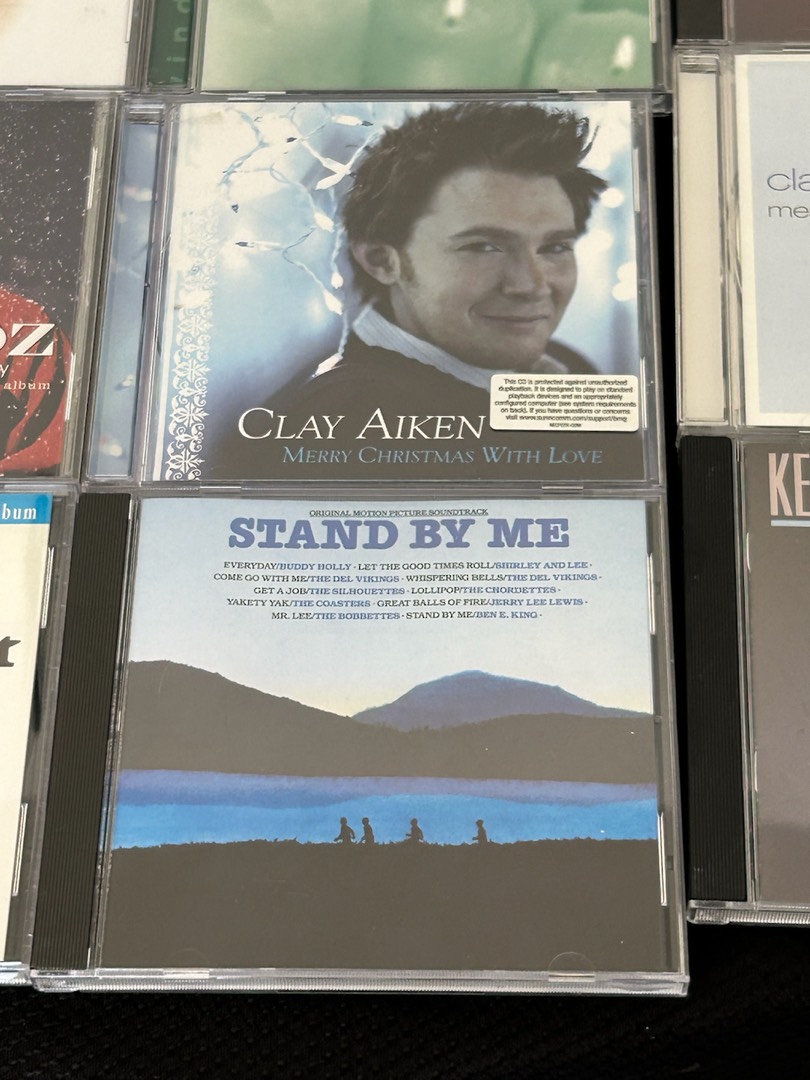 wind
cla
me
OZ
y
album
CLAY AIKEN
MERRY CHRISTMAS WITH LOVE
This CD is protected against unauthorized
duplication. It is designed to play on standard
playback devices and an appropriately
configured computer (see system requirements
on back). If you have questions or concerns
visit www.sunncomm.com/support/bmg
bum
KE
ORIGINAL MOTION PICTURE SOUNDTRACK
STAND BY ME
EVERYDAY/BUDDY HOLLY · LET THE GOOD TIMES ROLL/SHIRLEY AND LEE ·
COME GO WITH ME/THE DEL VIKINGS · WHISPERING BELLS/THE DEL VIKINGS ·
GET A JOB/THE SILHOUETTES · LOLLIPOP/THE CHORDETTES ·
YAKETY YAK/THE COASTERS · GREAT BALLS OF FIRE/JERRY LEE LEWIS ·
MR. LEE/THE BOBBETTES · STAND BY ME/BEN E. KING ·